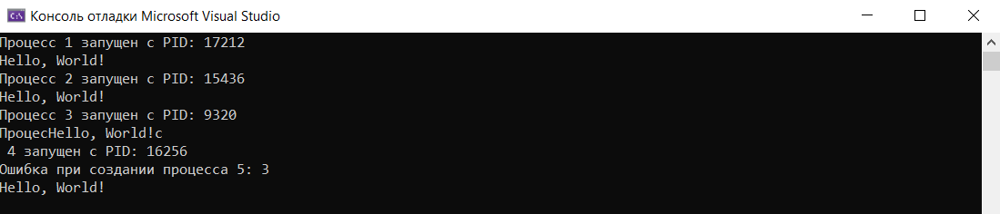 Консоль отладки Microsoft Visual Studio
Процесс 1 запущен с PID: 17212
Hello, World!
Процесс 2 запущен с PID: 15436
Hello, World!
Процесс 3 запущен с PID: 9320
ПроцесHello, World!с
 4 запущен с PID: 16256
Ошибка при создании процесса 5: 3
Hello, World!